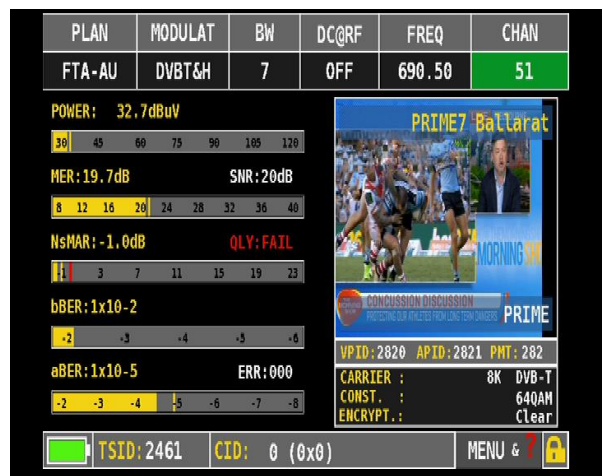 PLAN MODULAT BW DC@RF FREQ CHAN
FTA-AU DVBT&H 7 OFF 690.50 51
POWER: 32.7dBuV
30 45 60 75 90 105 120
MER:19.7dB SNR:20dB
8 12 16 20 24 28 32 36 40
NsMAR:-1.0dB QLY:FAIL
-1 3 7 11 15 19 23
bBER:1x10-2
-2 -3 -4 -5 -6
aBER:1x10-5 ERR:000
-2 -3 -4 -5 -6 -7 -8
PRIME7 Ballarat
MORNING
CONCUSSION DISCUSSION
PROTECTING OUR ATHLETES FROM LONG TERM DANGERS
PRIME
VPID:2820 APID:2821 PMT:282
CARRIER : 8K DVB-T
CONST. : 64QAM
ENCRYPT.: Clear
TSID:2461 CID: 0 (0x0) MENU & ?